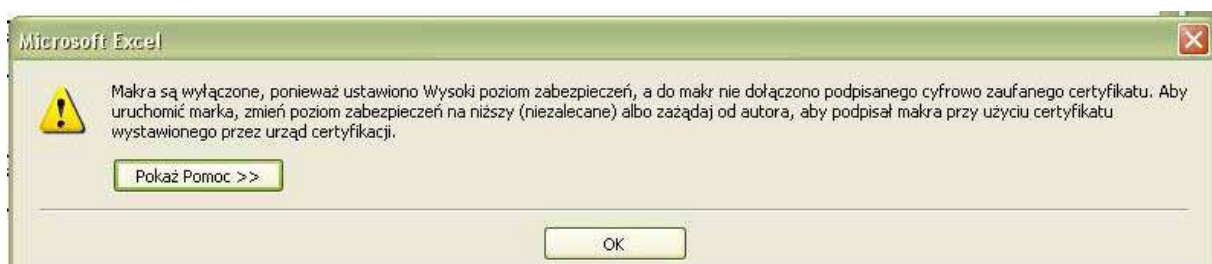 Microsoft Excel
Makra są wyłączone, ponieważ ustawiono Wysoki poziom zabezpieczeń, a do makr nie dołączono podpisanego cyfrowo zaufanego certyfikatu. Aby
uruchomić marka, zmień poziom zabezpieczeń na niższy (niezalecane) albo zażądaj od autora, aby podpisał makra przy użyciu certyfikatu
wystawionego przez urząd certyfikacji.
Pokaż Pomoc >>
OK